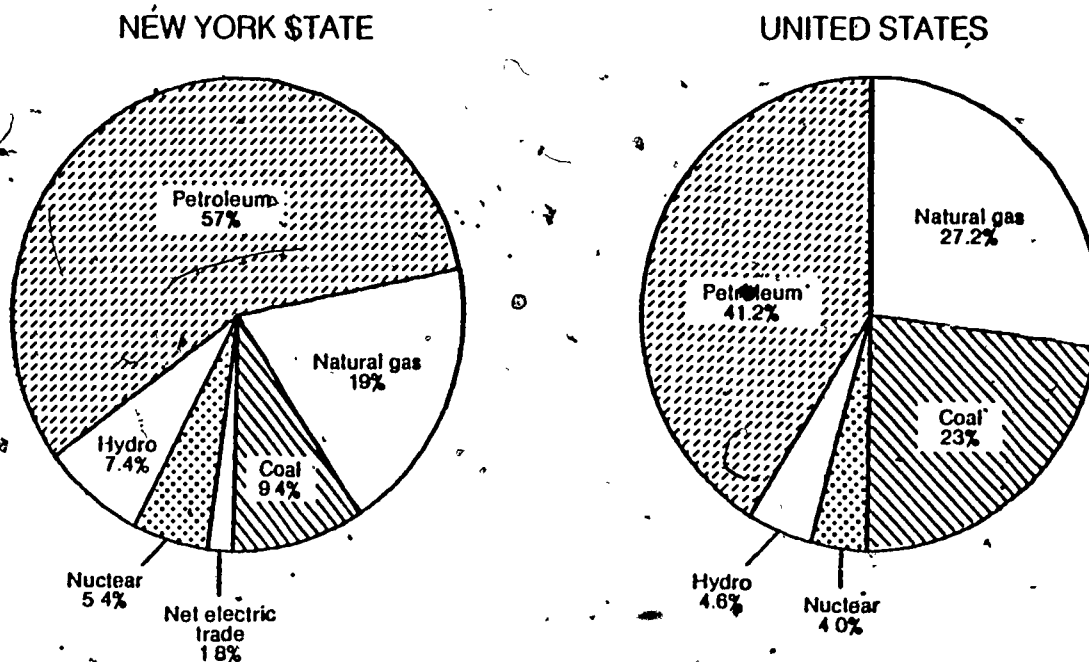 NEW YORK STATE
Petroleum
57%
Natural gas
19%
Hydro
7.4%
Coal
9 4%
Nuclear
5 4%
Net electric
trade
1 8%
UNITED STATES
Natural gas
27.2%
Petroleum
41.2%
Coal
23%
Hydro
4.6%
Nuclear
4 0%